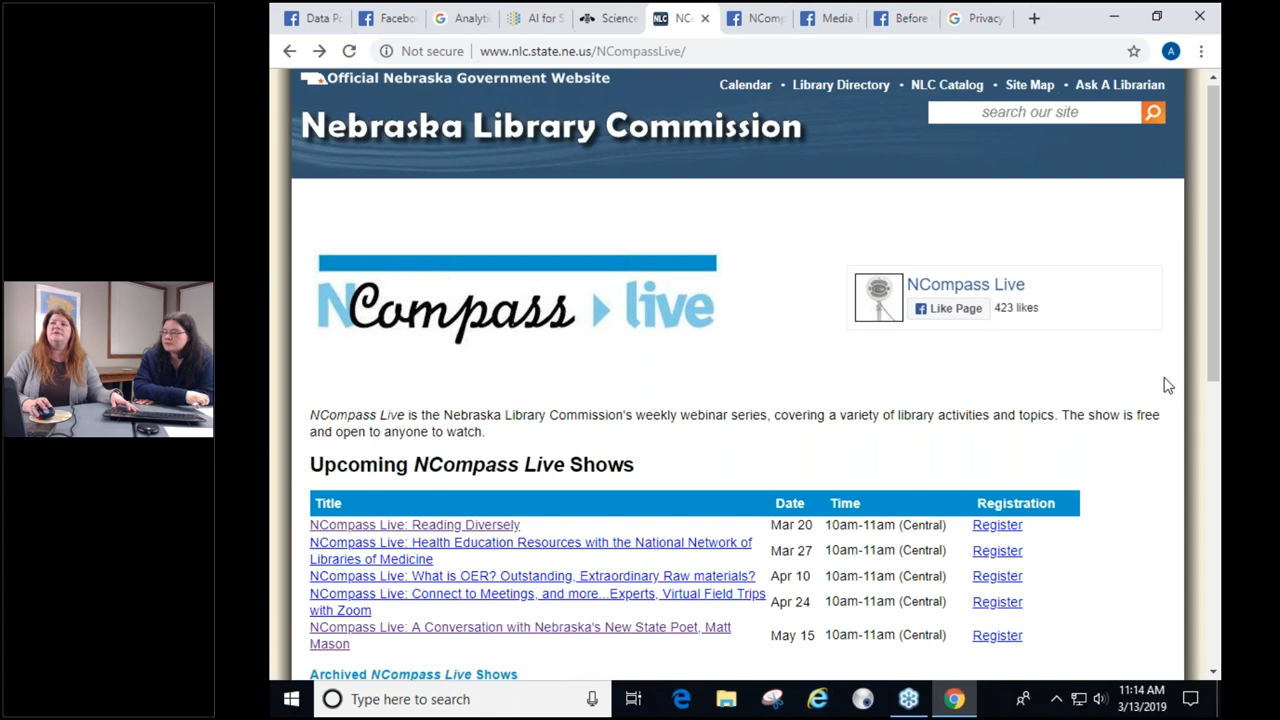 Data Po
Facebo
Analyti
AI for S
Science
NC
NComp
Media
Before
Privacy
Not secure
www.nlc.state.ne.us/NCompassLive/
A
Official Nebraska Government Website
Calendar • Library Directory • NLC Catalog • Site Map • Ask A Librarian
Nebraska Library Commission
search our site
NCompass live
NCompass Live
Like Page 423 likes
NCompass Live is the Nebraska Library Commission's weekly webinar series, covering a variety of library activities and topics. The show is free
and open to anyone to watch.
Upcoming NCompass Live Shows
Title Date Time Registration
NCompass Live: Reading Diversely Mar 20 10am-11am (Central) Register
NCompass Live: Health Education Resources with the National Network of
Libraries of Medicine Mar 27 10am-11am (Central) Register
NCompass Live: What is OER? Outstanding, Extraordinary Raw materials? Apr 10 10am-11am (Central) Register
NCompass Live: Connect to Meetings, and more...Experts, Virtual Field Trips
with Zoom Apr 24 10am-11am (Central) Register
NCompass Live: A Conversation with Nebraska's New State Poet, Matt
Mason May 15 10am-11am (Central) Register
Archived NCompass Live Shows
Type here to search
11:14 AM
3/13/2019